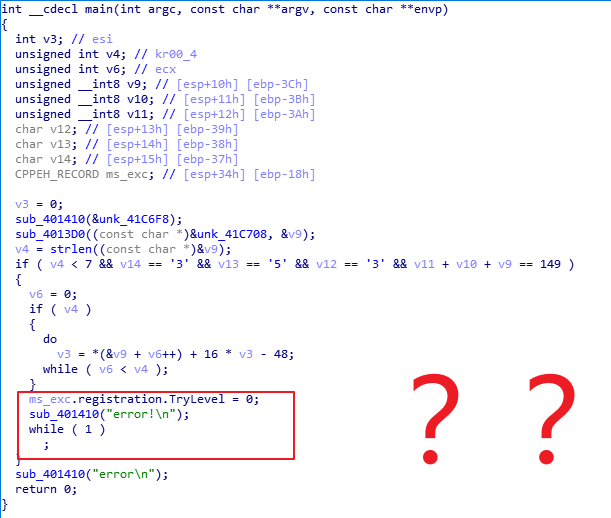 int __cdecl main(int argc, const char **argv, const char **envp)
{
int v3; // esi
unsigned int v4; // kr00_4
unsigned int v6; // ecx
unsigned __int8 v9; // [esp+10h] [ebp-3Ch]
unsigned __int8 v10; // [esp+11h] [ebp-3Bh]
unsigned __int8 v11; // [esp+12h] [ebp-3Ah]
char v12; // [esp+13h] [ebp-39h]
char v13; // [esp+14h] [ebp-38h]
char v14; // [esp+15h] [ebp-37h]
CPPEH_RECORD ms_exc; // [esp+34h] [ebp-18h]
v3 = 0;
sub_401410(&unk_41C6F8);
sub_4013D0((const char *)&unk_41C708, &v9);
v4 = strlen((const char *)&v9);
if ( v4 < 7 && v14 == '3' && v13 == '5' && v12 == '3' && v11 + v10 + v9 == 149 )
{
v6 = 0;
if ( v4 )
{
do
v3 = *(&v9 + v6++) + 16 * v3 - 48;
while ( v6 < v4 );
}
ms_exc.registration.TryLevel = 0;
sub_401410("error!\n");
while ( 1 )
;
}
sub_401410("error\n");
return 0;
}
? ?